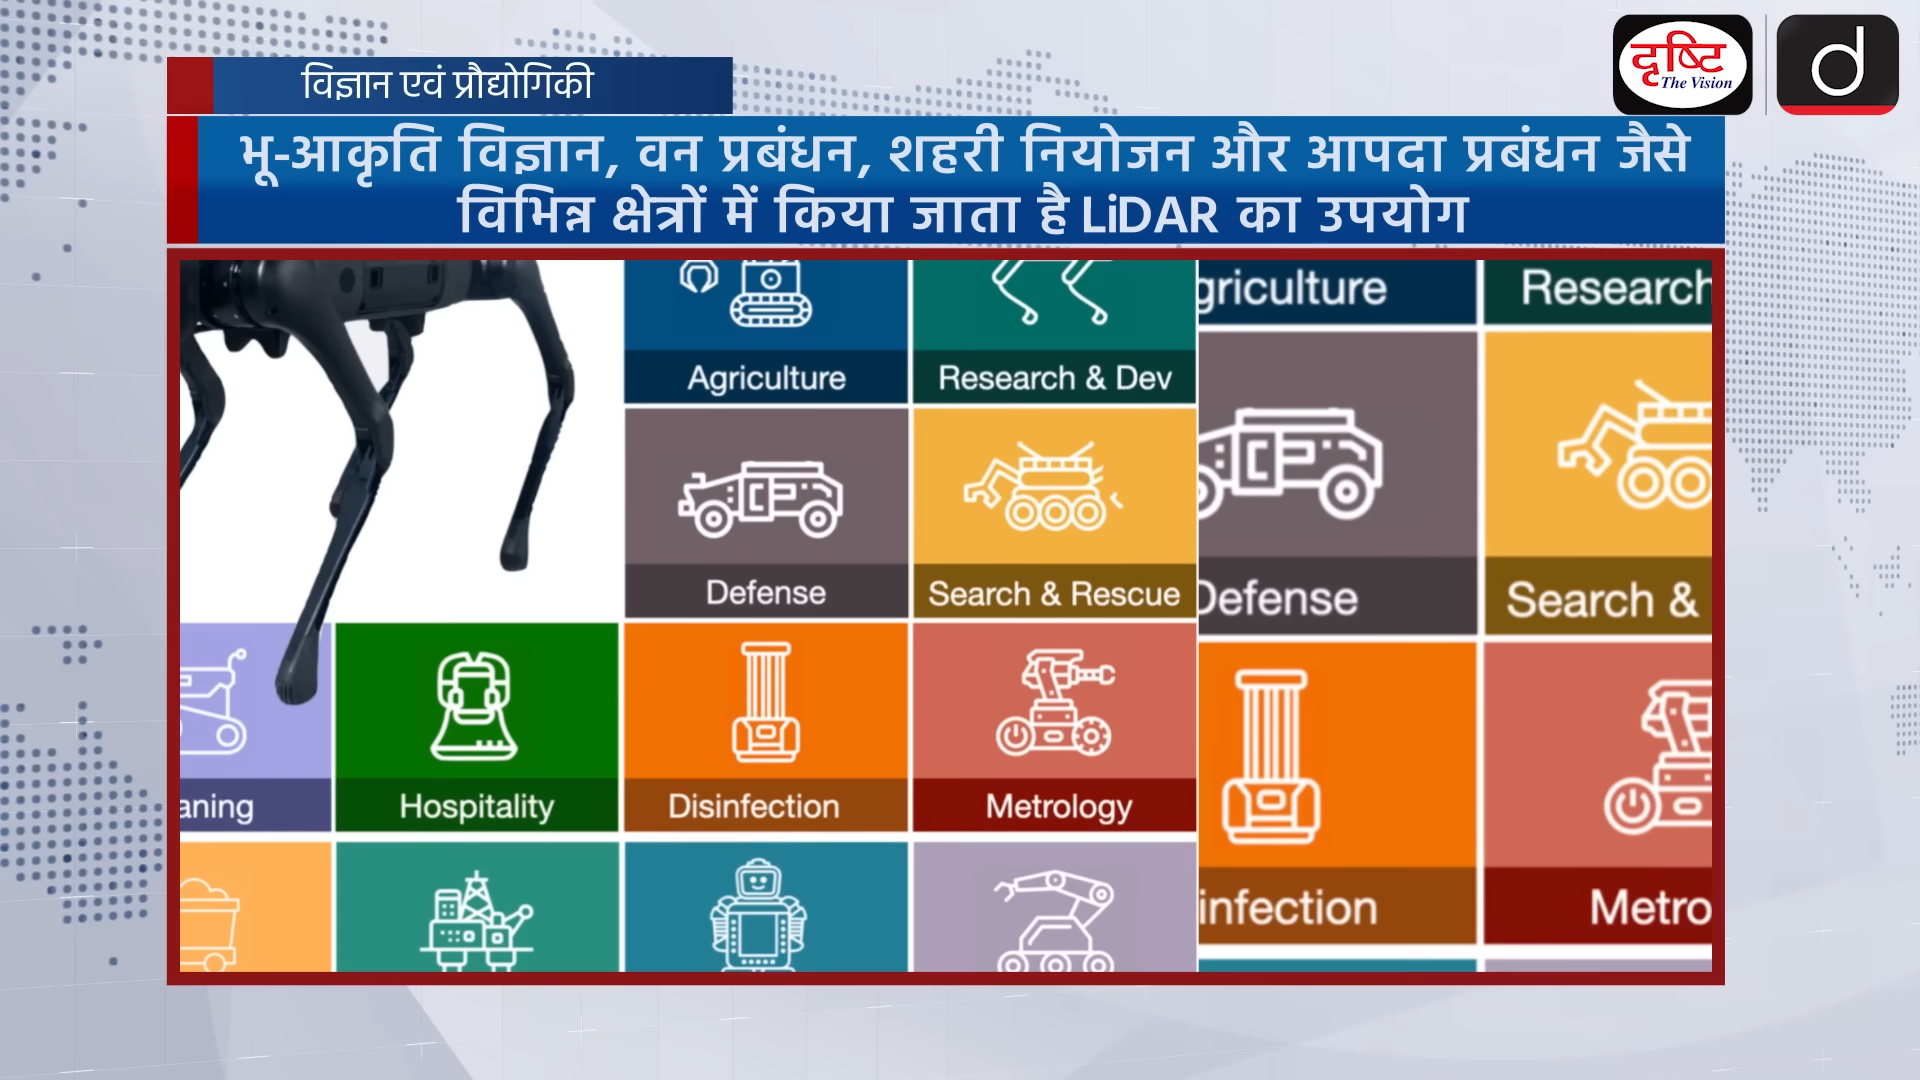 विज्ञान एवं प्रौद्योगिकी
दृष्टि
The Vision
d
भू-आकृति विज्ञान, वन प्रबंधन, शहरी नियोजन और आपदा प्रबंधन जैसे
विभिन्न क्षेत्रों में किया जाता है LiDAR का उपयोग
griculture
Research
Agriculture
Research & Dev
Defense
Search & Rescue
Defense
Search &
aning
Hospitality
Disinfection
Metrology
infection
Metro